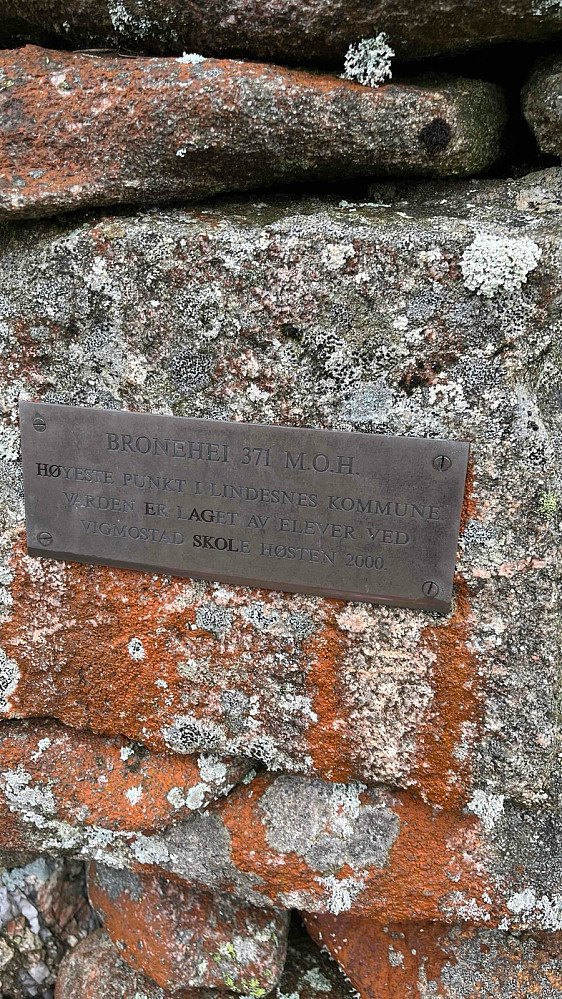 BRONEHEI 371 M.O.H.
HØYESTE PUNKT I LINDESNES KOMMUNE.
VARDEN ER LAGET AV ELEVER VED
VIGMOSTAD SKOLE HØSTEN 2000.